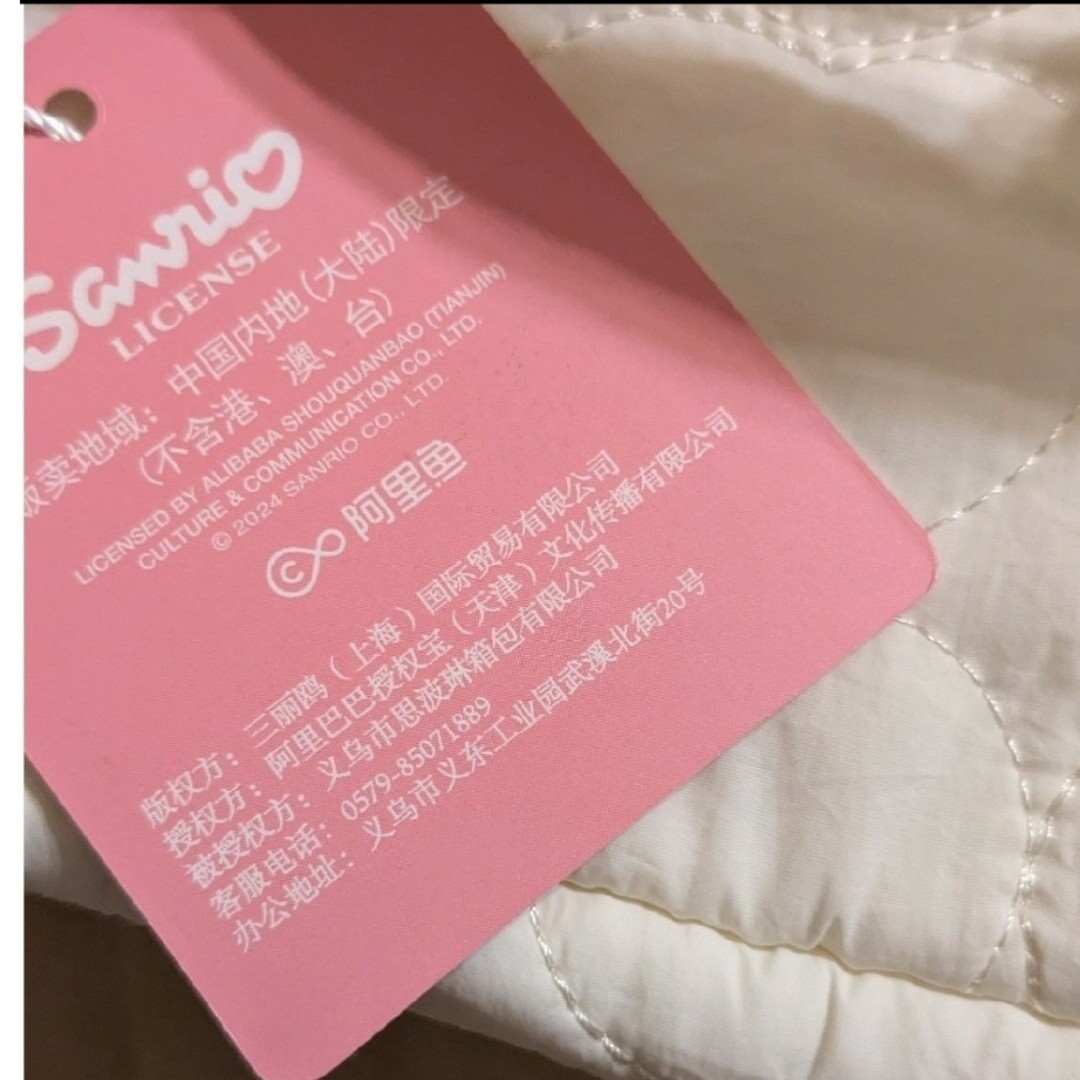 Sanrio
LICENSE
版卖地域：中国内地(大陆)限定
(不含港、澳、台)
LICENSED BY ALIBABA SHOUQUANBAO (TIANJIN)
CULTURE & COMMUNICATION CO., LTD.
© 2024 SANRIO CO., LTD.
阿里鱼
版权方：三丽鸥（上海）国际贸易有限公司
授权方：阿里巴巴授权宝（天津）文化传播有限公司
被授权方：义乌市思波琳箱包有限公司
客服电话：0579-85071889
办公地址：义乌市义东工业园武溪北街20号